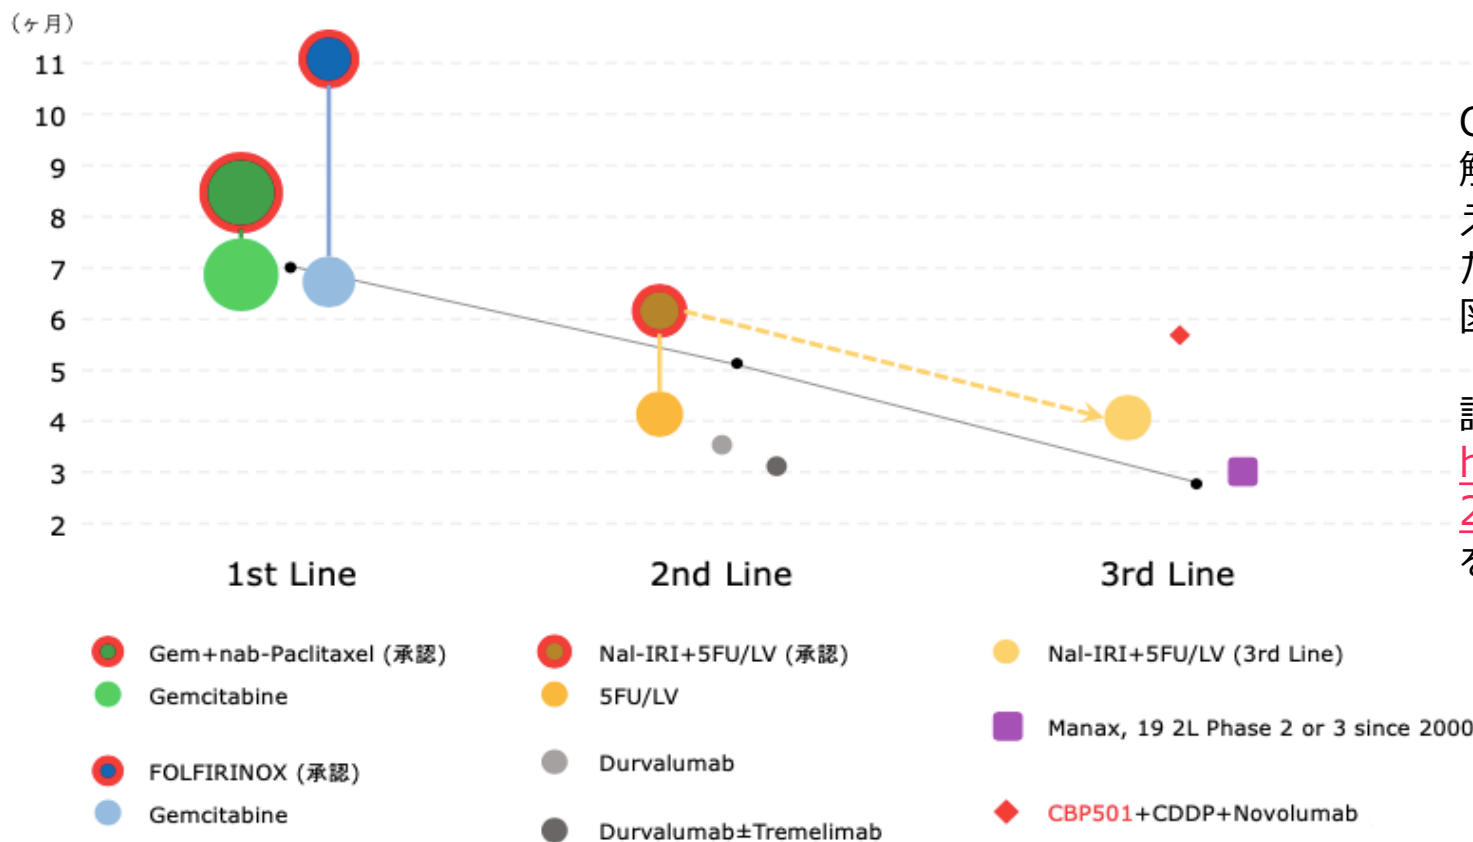 (ヶ月)
11
10
9
8
7
6
5
4
3
2
1st Line
2nd Line
3rd Line
Gem+nab-Paclitaxel (承認)
Gemcitabine
FOLFIRINOX (承認)
Gemcitabine
Nal-IRI+5FU/LV (承認)
5FU/LV
Durvalumab
Durvalumab±Tremelimab
Nal-IRI+5FU/LV (3rd Line)
Manax, 19 2L Phase 2 or 3 since 2000
CBP501+CDDP+Novolumab